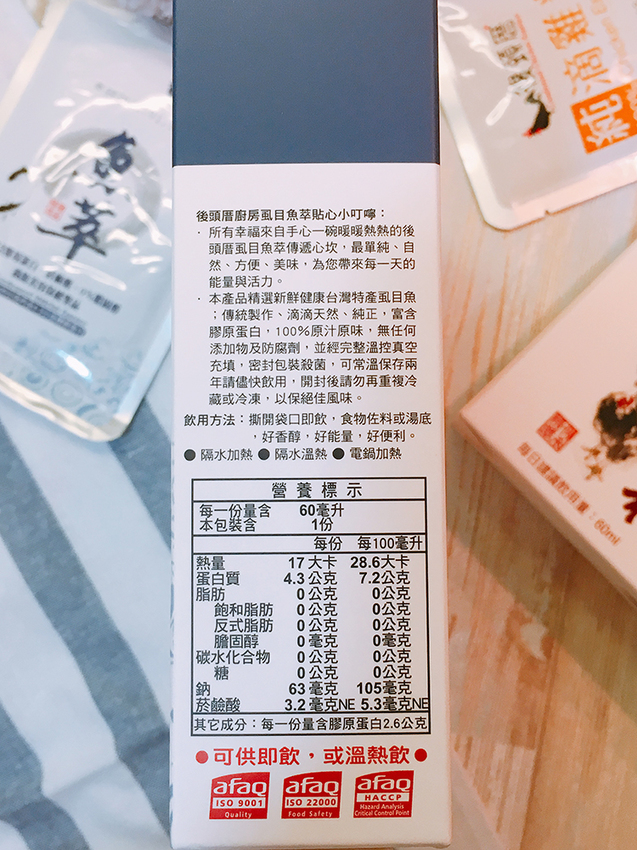 後頭厝廚房虱目魚萃貼心小叮嚀：
· 所有幸福來自手心一碗暖暖熱熱的後
頭厝虱目魚萃傳遞心坎，最單純、自
然、方便、美味，為您帶來每一天的
能量與活力。
· 本產品精選新鮮健康台灣特產虱目魚
；傳統製作、滴滴天然、純正，富含
膠原蛋白，100%原汁原味，無任何
添加物及防腐劑，並經完整溫控真空
充填，密封包裝殺菌，可常溫保存兩
年請儘快飲用，開封後請勿再重複冷
藏或冷凍，以保絕佳風味。
飲用方法：撕開袋口即飲，食物佐料或湯底
，好香醇，好能量，好便利。
● 隔水加熱 ● 隔水溫熱 ● 電鍋加熱
營養標示
每一份量含 60毫升
本包裝含 1份
每份 每100毫升
熱量 17大卡 28.6大卡
蛋白質 4.3公克 7.2公克
脂肪 0公克 0公克
飽和脂肪 0公克 0公克
反式脂肪 0公克 0公克
膽固醇 0毫克 0毫克
碳水化合物 0公克 0公克
糖 0公克 0公克
鈉 63毫克 105毫克
菸鹼酸 3.2毫克NE 5.3毫克NE
其它成分：每一份量含膠原蛋白2.6公克
●可供即飲，或溫熱飲●
afaq afaq afaq
ISO 9001 ISO 22000 HACCP
Quality Food Safety Hazard Analysis
Critical Control Point
魚萃
純滴雞
每日建議飲用量：60ml